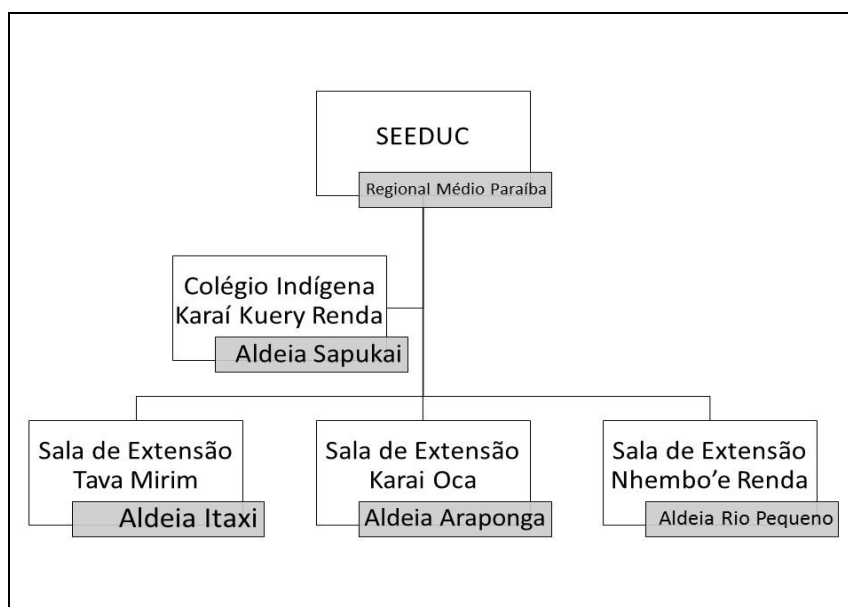 SEEDUC
Regional Médio Paraíba
Colégio Indígena
Karaí Kuery Renda
Aldeia Sapukai
Sala de Extensão
Tava Mirim
Aldeia Itaxi
Sala de Extensão
Karai Oca
Aldeia Araponga
Sala de Extensão
Nhembo’e Renda
Aldeia Rio Pequeno